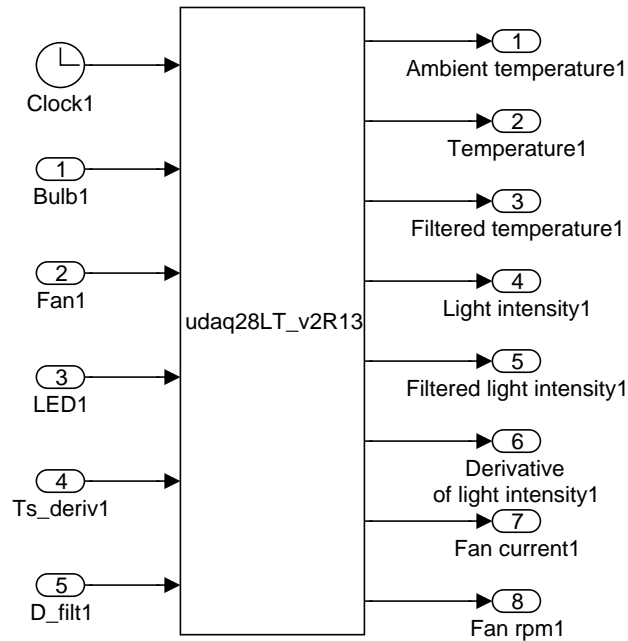 Clock1
1
Bulb1
2
Fan1
3
LED1
4
Ts_deriv1
5
D_filt1
udaq28LT_v2R13
1
Ambient temperature1
2
Temperature1
3
Filtered temperature1
4
Light intensity1
5
Filtered light intensity1
6
Derivative
of light intensity1
7
Fan current1
8
Fan rpm1